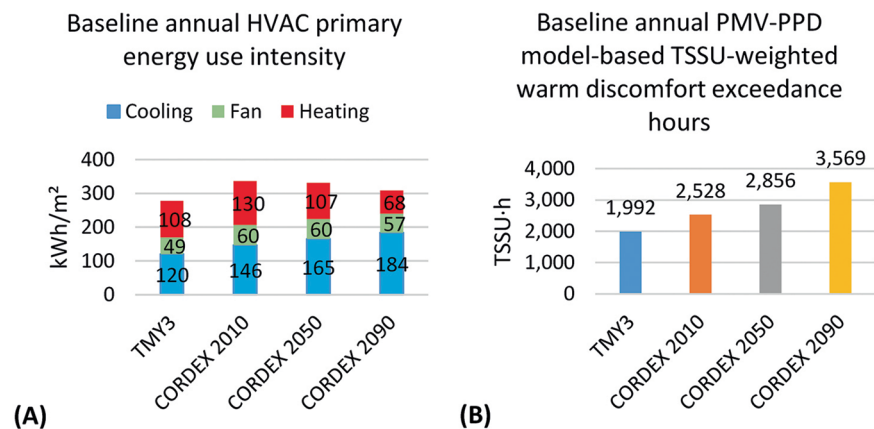 Baseline annual HVAC primary
energy use intensity
Cooling Fan Heating
kWh/m²
400
300
200
100
0
108
49
120
130
60
146
107
60
165
68
57
184
TMY3
CORDEX 2010
CORDEX 2050
CORDEX 2090
(A)
Baseline annual PMV-PPD
model-based TSSU-weighted
warm discomfort exceedance
hours
TSSU·h
4,000
3,000
2,000
1,000
0
1,992
2,528
2,856
3,569
TMY3
CORDEX 2010
CORDEX 2050
CORDEX 2090
(B)